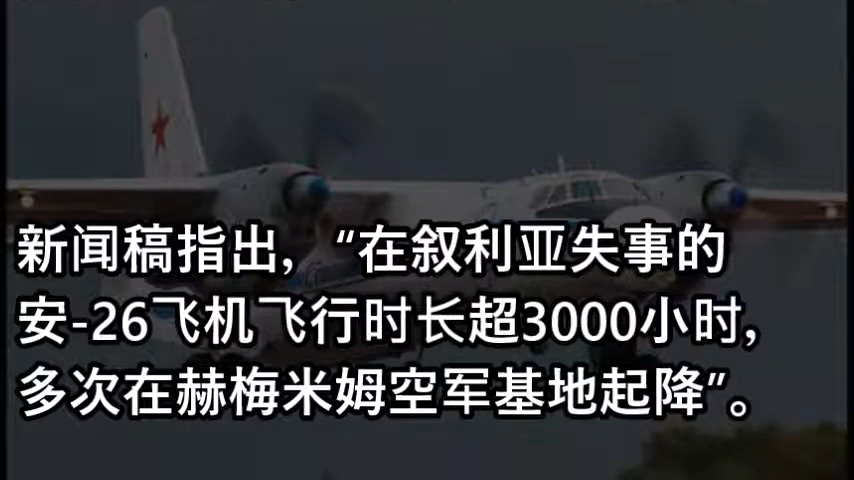 新闻稿指出，“在叙利亚失事的
安-26飞机飞行时长超3000小时，
多次在赫梅米姆空军基地起降”。